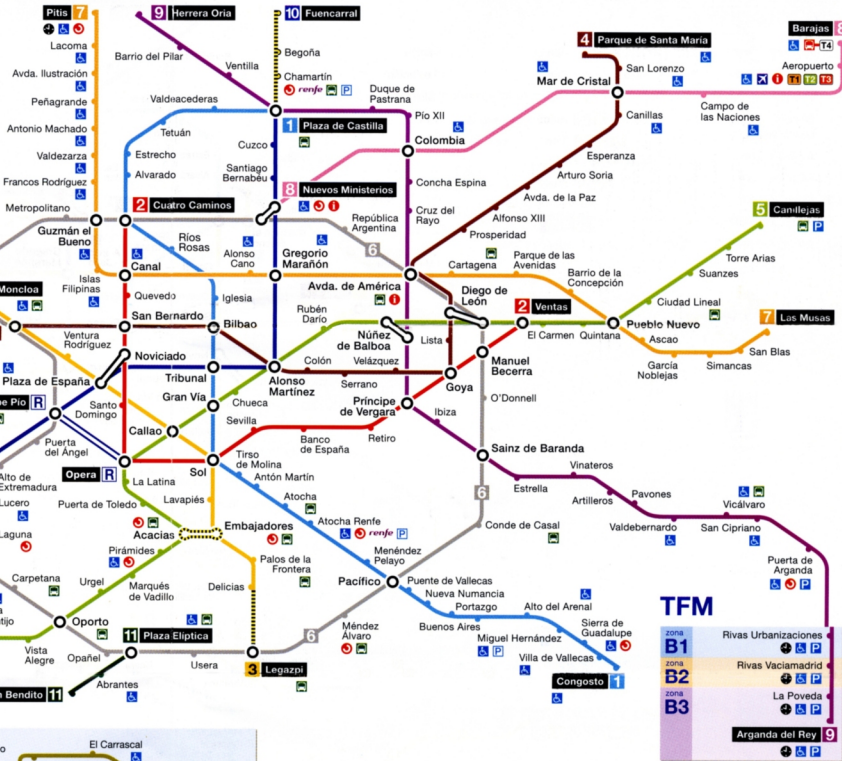 Pitis 7
9 Herrera Oria
10 Fuencarral
Lacoma
Avda. Ilustración
Peñagrande
Antonio Machado
Valdezarza
Francos Rodríguez
Metropolitano
Guzmán el
Bueno
Islas
Filipinas
Barrio del Pilar
Ventilla
Begoña
Chamartín
renfe
P
Valdeacederas
Tetuán
Estrecho
Alvarado
1 Plaza de Castilla
Duque de
Pastrana
Pío XII
Colombia
Cuzco
Santiago
Bernabéu
8 Nuevos Ministerios
2 Cuatro Caminos
República
Argentina
6
Concha Espina
Cruz del
Rayo
4 Parque de Santa María
San Lorenzo
Mar de Cristal
Canillas
Campo de
las Naciones
Barajas 8
T4
Aeropuerto
T1 T2 T3
Esperanza
Arturo Soria
Avda. de la Paz
Alfonso XIII
Prosperidad
5 Canillejas
P
Torre Arias
Suanzes
Ciudad Lineal
Ríos
Rosas
Alonso
Cano
Canal
Gregorio
Marañón
Avda. de América
Cartagena
Parque de las
Avenidas
Barrio de la
Concepción
Quevedo
Iglesia
Rubén
Darío
Diego de
León
2 Ventas
Pueblo Nuevo
7 Las Musas
Moncloa
San Bernardo
Bilbao
Núñez
de Balboa
Lista
El Carmen
Quintana
Ascao
García
Noblejas
Simancas
San Blas
Ventura
Rodríguez
Noviciado
Colón
Velázquez
Serrano
Manuel
Becerra
Plaza de España
Tribunal
Alonso
Martínez
Goya
O'Donnell
e Pío R
Santo
Domingo
Gran Vía
Chueca
Príncipe
de Vergara
Ibiza
Callao
Sevilla
Banco
de España
Retiro
Sainz de Baranda
Puerta
del Ángel
Opera R
Sol
Tirso
de Molina
Antón Martín
Alto de
Extremadura
Lucero
Laguna
La Latina
Puerta de Toledo
Lavapiés
Atocha
Atocha Renfe
renfe P
6
Estrella
Vinateros
Artilleros
Pavones
Valdebernardo
Vicálvaro
San Cipriano
Puerta de
Arganda
P
Acacias
Embajadores
Pirámides
Palos de la
Frontera
Menéndez
Pelayo
Conde de Casal
Carpetana
Urgel
Marqués
de Vadillo
Delicias
Pacífico
Puente de Vallecas
Nueva Numancia
Portazgo
Buenos Aires
Alto del Arenal
Miguel Hernández
P
Sierra de
Guadalupe
P
Villa de Vallecas
Congosto 1
Oporto
Vista
Alegre
Opañel
11 Plaza Elíptica
Usera
6
Méndez
Álvaro
3 Legazpi
Abrantes
n Bendito 11
El Carrascal
TFM
zona
B1
Rivas Urbanizaciones
P
zona
B2
Rivas Vaciamadrid
P
zona
B3
La Poveda
P
Arganda del Rey 9
P